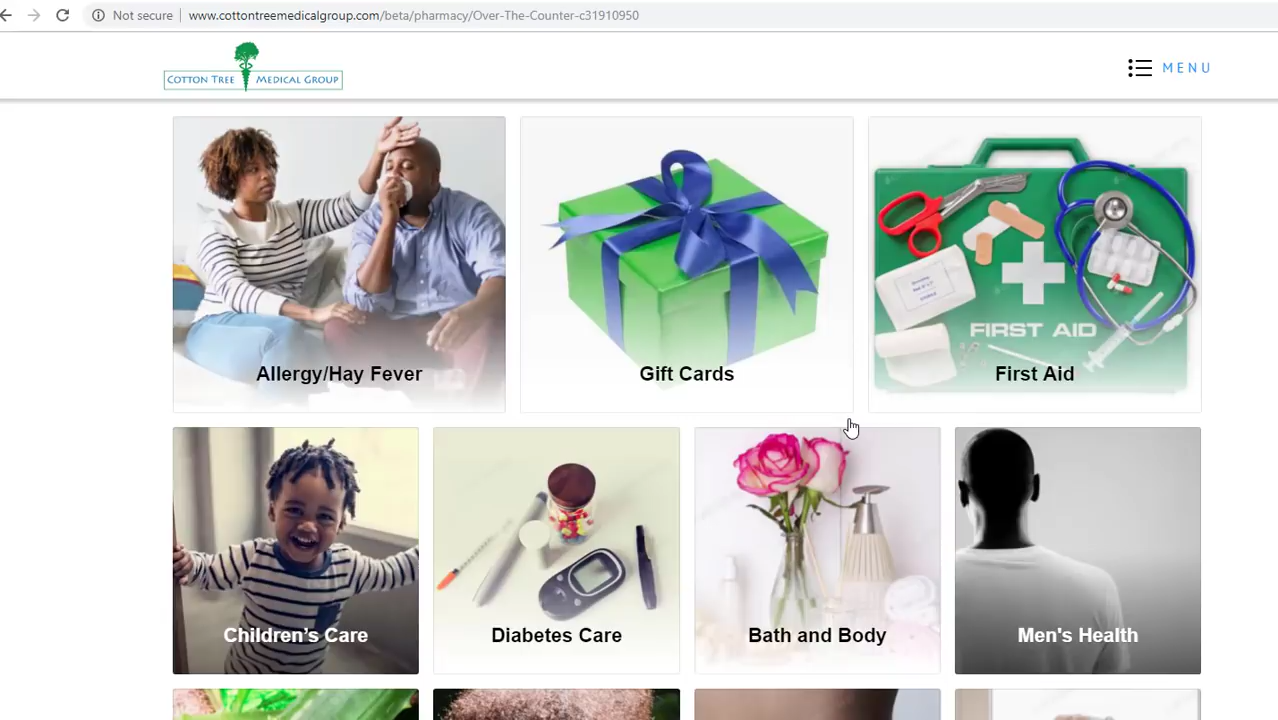 Not secure | www.cottontreemedicalgroup.com/beta/pharmacy/Over-The-Counter-c31910950
COTTON TREE MEDICAL GROUP
MENU
FIRST AID
Allergy/Hay Fever
Gift Cards
First Aid
Children's Care
Diabetes Care
Bath and Body
Men's Health